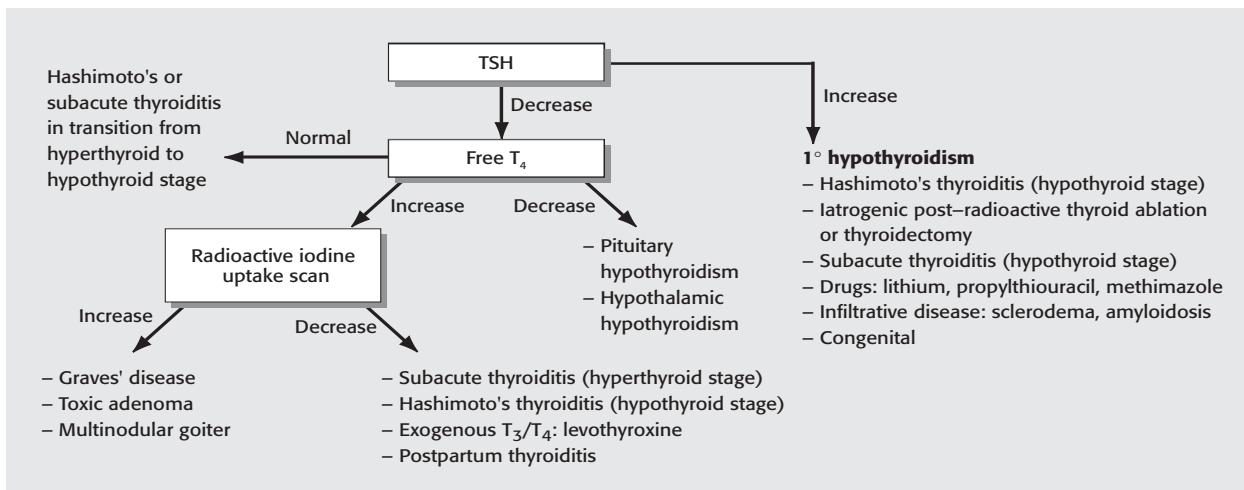 TSH
Hashimoto's or
subacute thyroiditis
in transition from
hyperthyroid to
hypothyroid stage
Decrease
Increase
Normal
Free T₄
1° hypothyroidism
– Hashimoto's thyroiditis (hypothyroid stage)
– Iatrogenic post–radioactive thyroid ablation
or thyroidectomy
– Subacute thyroiditis (hypothyroid stage)
– Drugs: lithium, propylthiouracil, methimazole
– Infiltrative disease: sclerodema, amyloidosis
– Congenital
Increase
Decrease
Radioactive iodine
uptake scan
– Pituitary
hypothyroidism
– Hypothalamic
hypothyroidism
Increase
Decrease
– Graves' disease
– Toxic adenoma
– Multinodular goiter
– Subacute thyroiditis (hyperthyroid stage)
– Hashimoto's thyroiditis (hypothyroid stage)
– Exogenous T₃/T₄: levothyroxine
– Postpartum thyroiditis